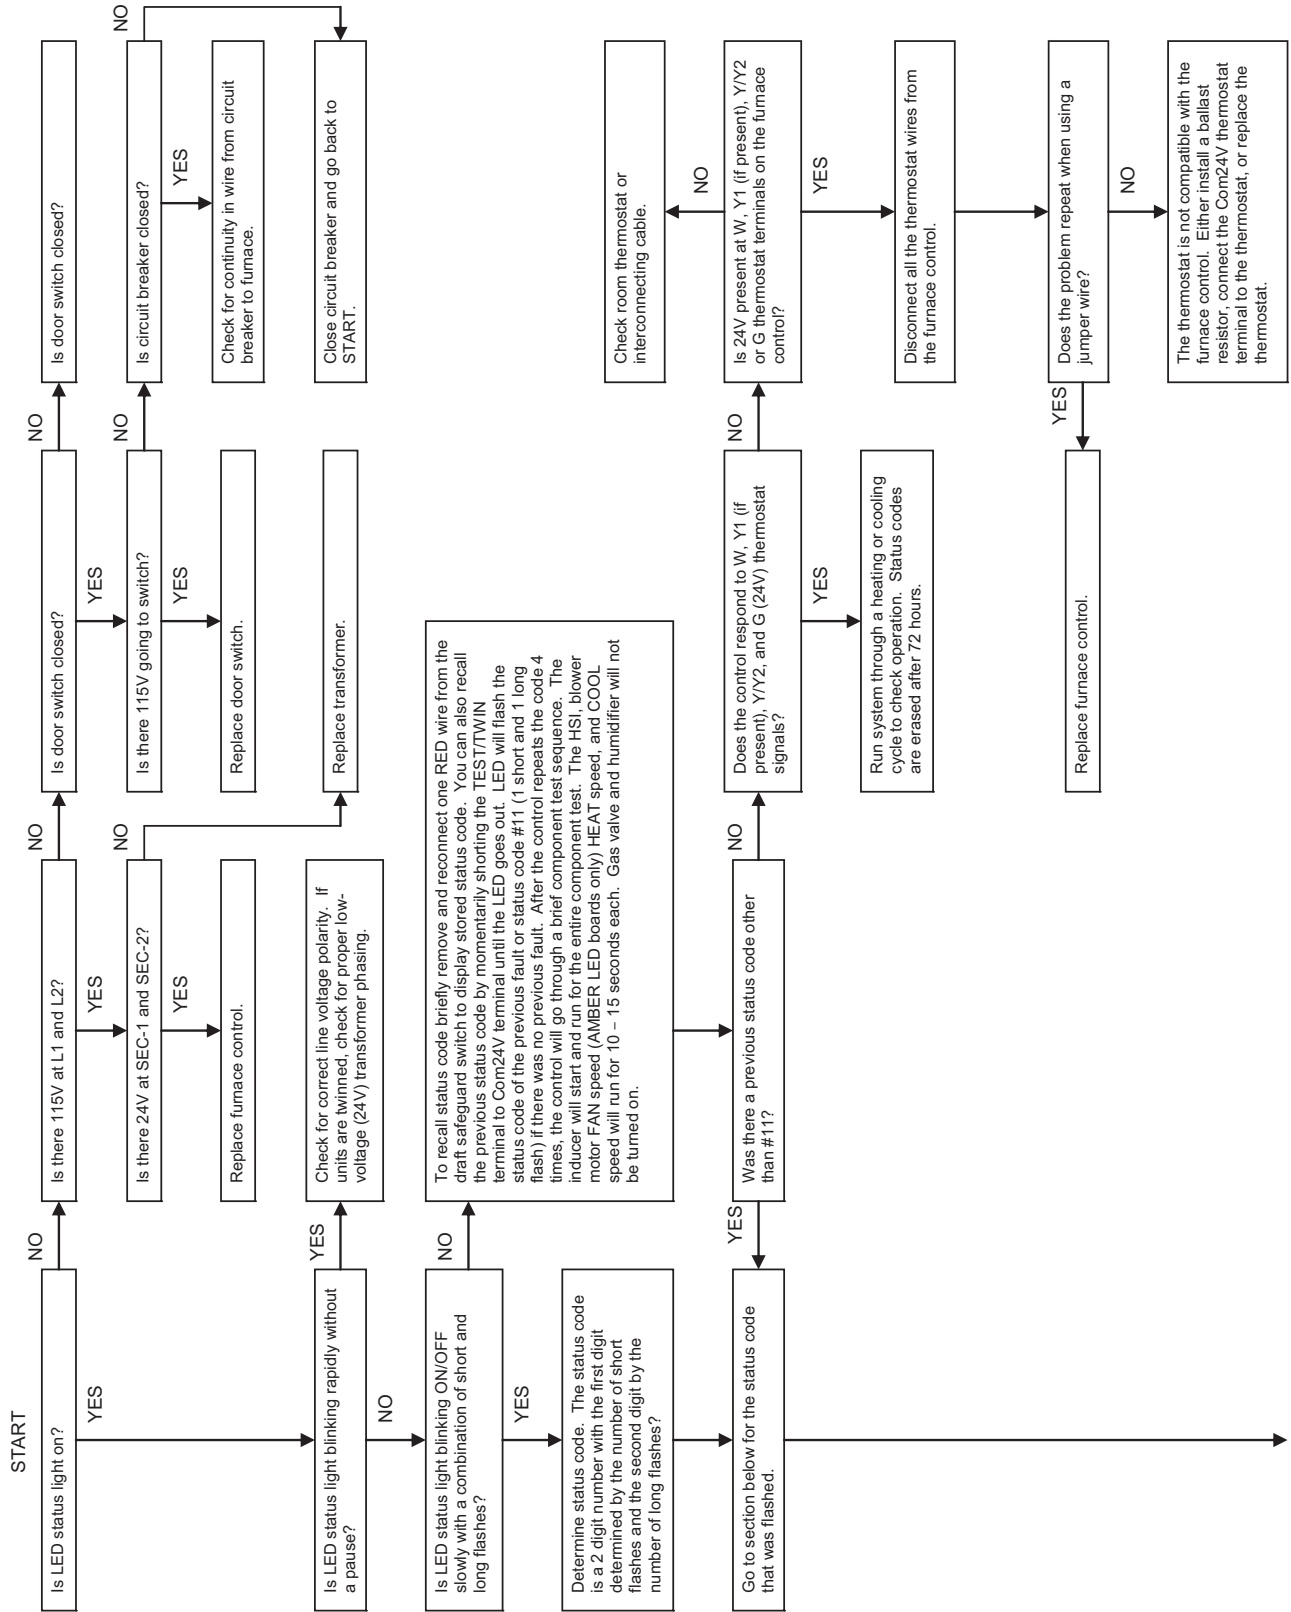 START
Is LED status light on?
NO
Is there 115V at L1 and L2?
NO
Is door switch closed?
NO
Is door switch closed?
YES
YES
YES
NO
Is there 24V at SEC-1 and SEC-2?
NO
Is there 115V going to switch?
NO
Is circuit breaker closed?
YES
YES
YES
Replace furnace control.
Replace door switch.
Check for continuity in wire from circuit
breaker to furnace.
Is LED status light blinking rapidly without
a pause?
YES
Check for correct line voltage polarity. If
units are twinned, check for proper low-
voltage (24V) transformer phasing.
Replace transformer.
Close circuit breaker and go back to
START.
NO
Is LED status light blinking ON/OFF
slowly with a combination of short and
long flashes?
NO
To recall status code briefly remove and reconnect one RED wire from the
draft safeguard switch to display stored status code. You can also recall
the previous status code by momentarily shorting the TEST/TWIN
terminal to Com24V terminal until the LED goes out. LED will flash the
status code of the previous fault or status code #11 (1 short and 1 long
flash) if there was no previous fault. After the control repeats the code 4
times, the control will go through a brief component test sequence. The
inducer will start and run for the entire component test. The HSI, blower
motor FAN speed (AMBER LED boards only) HEAT speed, and COOL
speed will run for 10 – 15 seconds each. Gas valve and humidifier will not
be turned on.
YES
Determine status code. The status code
is a 2 digit number with the first digit
determined by the number of short
flashes and the second digit by the
number of long flashes?
Check room thermostat or
interconnecting cable.
NO
Go to section below for the status code
that was flashed.
YES
Was there a previous status code other
than #11?
NO
Does the control respond to W, Y1 (if
present), Y/Y2, and G (24V) thermostat
signals?
NO
Is 24V present at W, Y1 (if present), Y/Y2
or G thermostat terminals on the furnace
control?
YES
YES
Run system through a heating or cooling
cycle to check operation. Status codes
are erased after 72 hours.
Disconnect all the thermostat wires from
the furnace control.
Replace furnace control.
YES
Does the problem repeat when using a
jumper wire?
NO
The thermostat is not compatible with the
furnace control. Either install a ballast
resistor, connect the Com24V thermostat
terminal to the thermostat, or replace the
thermostat.